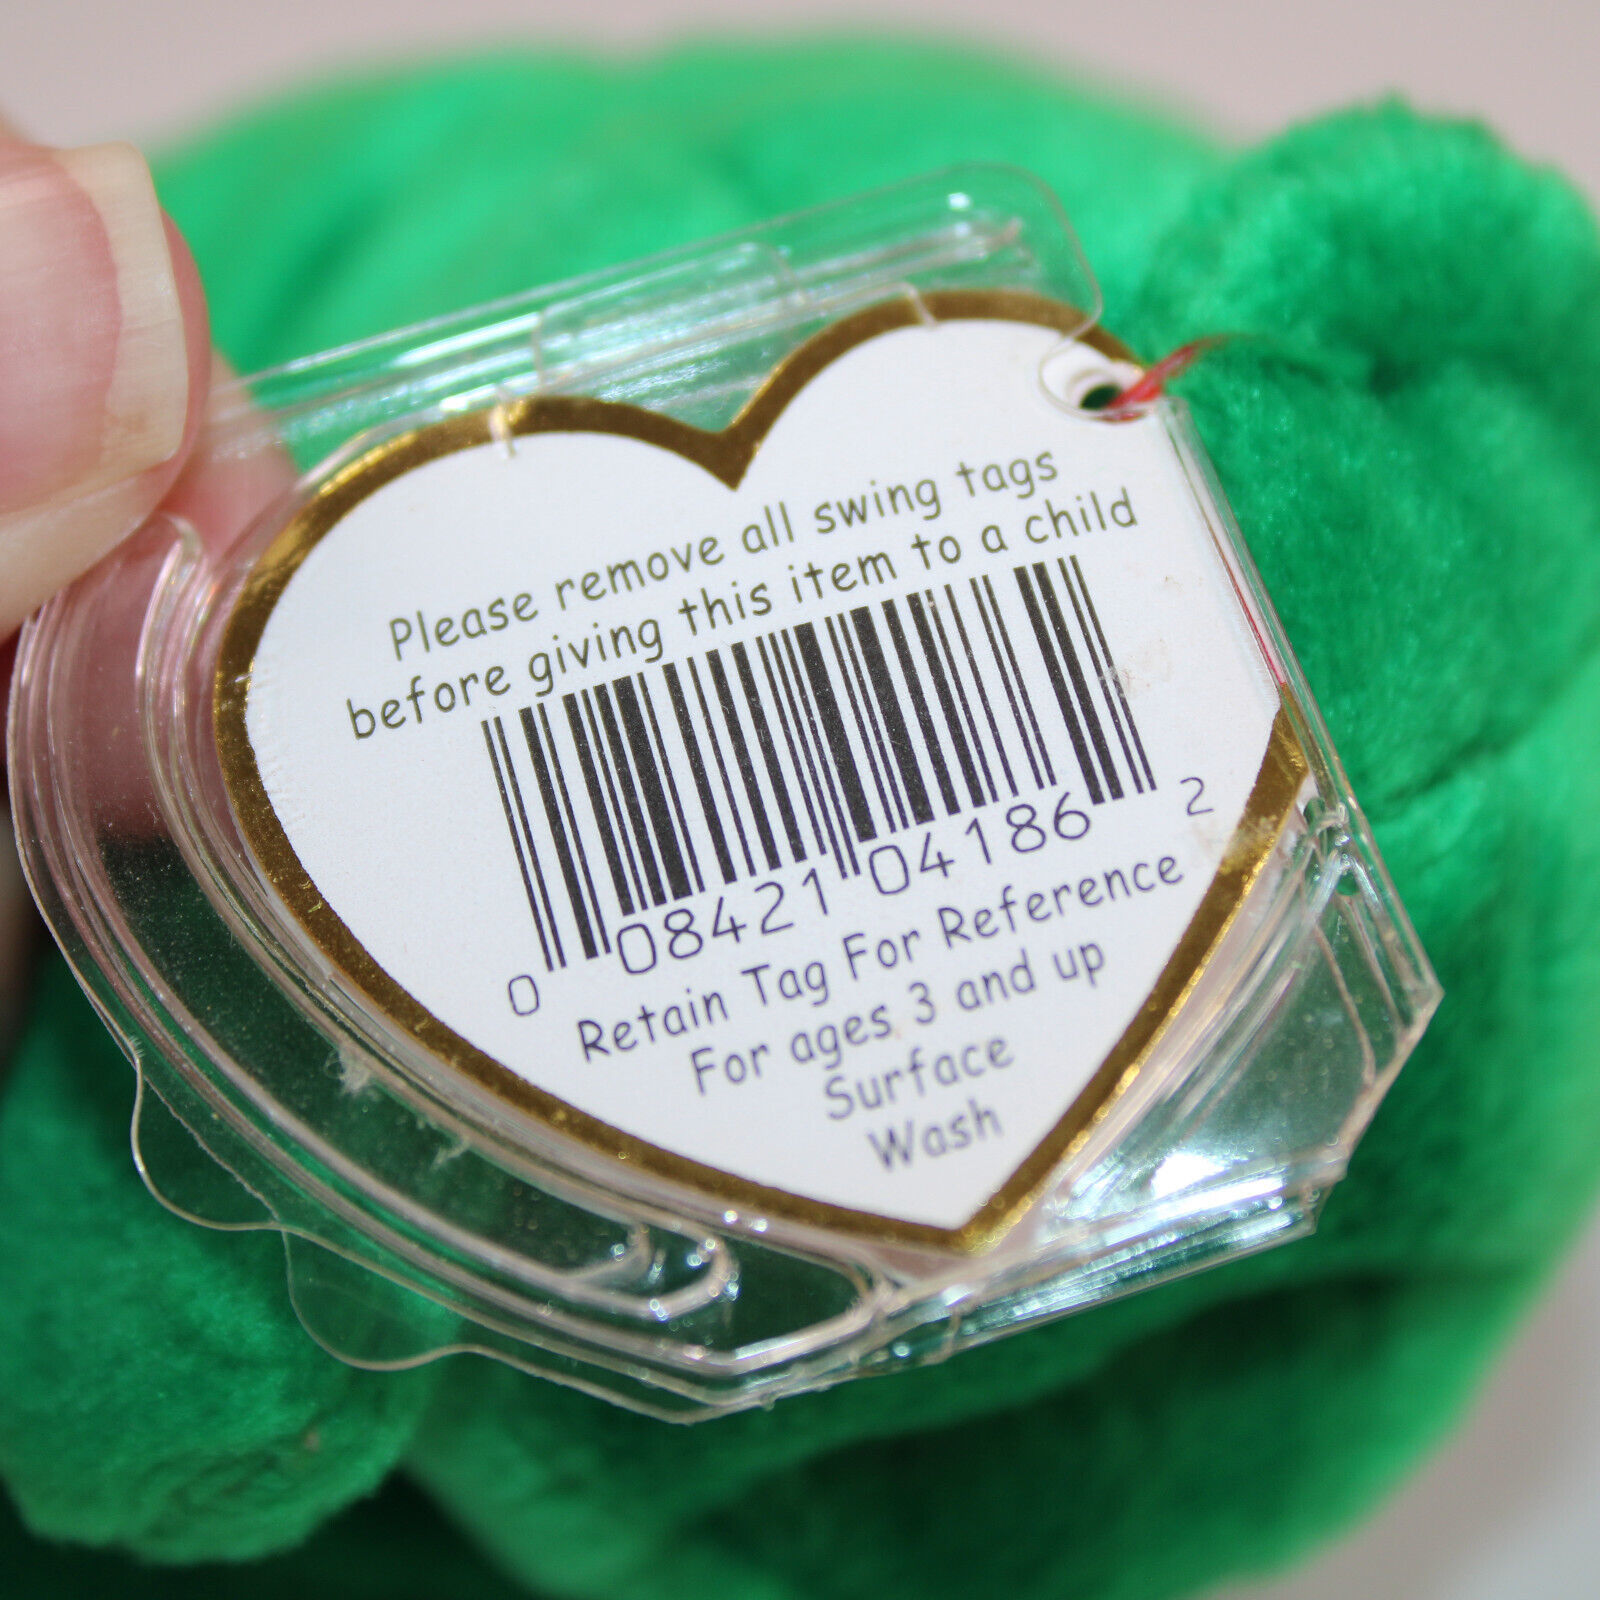 Please remove all swing tags
before giving this item to a child
0 08421 04186 2
Retain Tag For Reference
For ages 3 and up
Surface
Wash